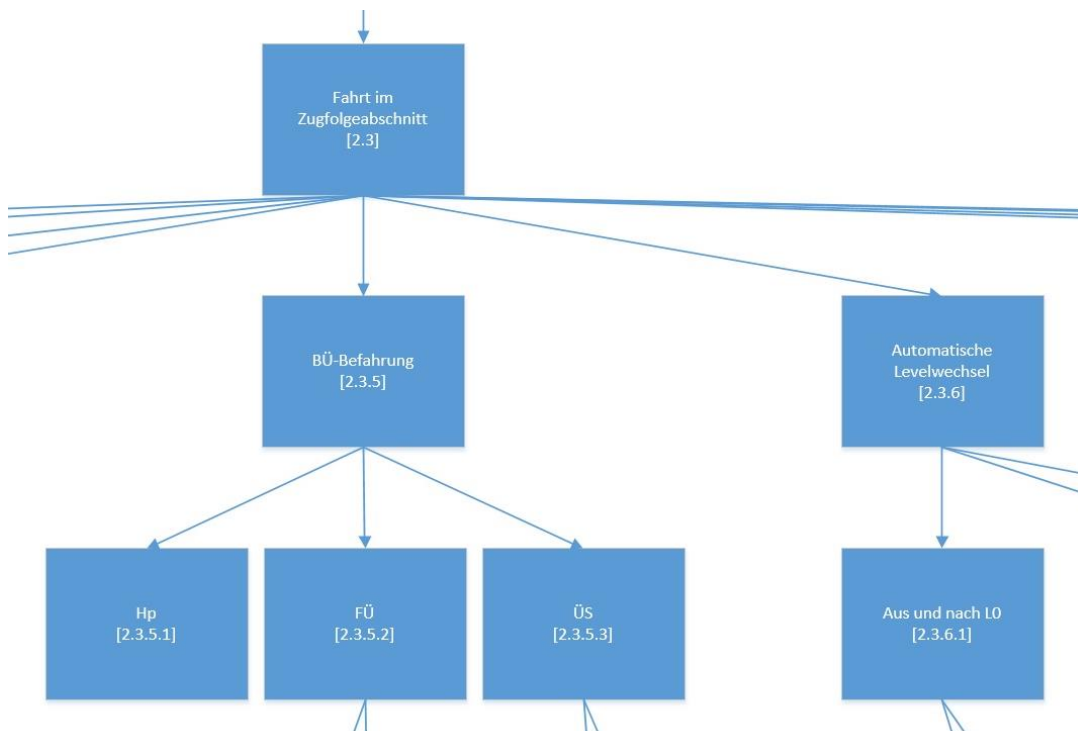 Fahrt im
Zugfolgeabschnitt
[2.3]
BÜ-Befahrung
[2.3.5]
Automatische
Levelwechsel
[2.3.6]
Hp
[2.3.5.1]
FÜ
[2.3.5.2]
ÜS
[2.3.5.3]
Aus und nach L0
[2.3.6.1]